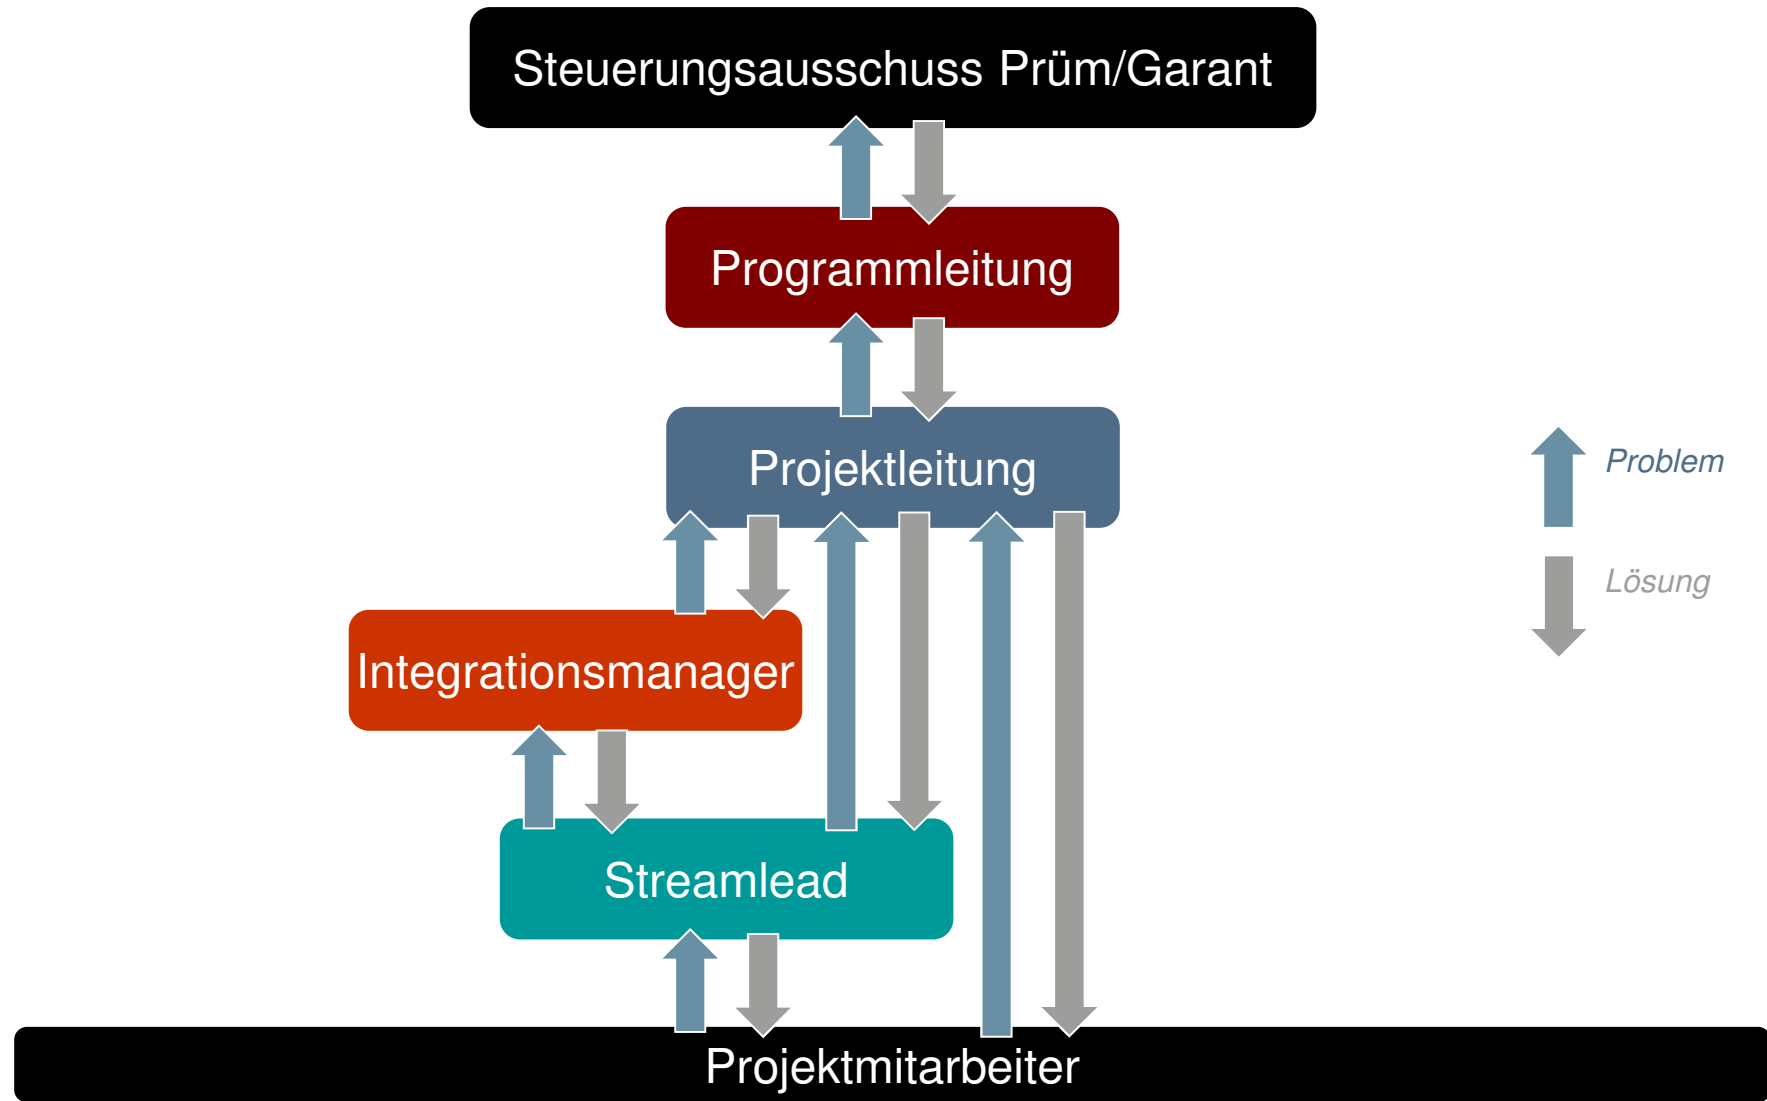 Steuerungsausschuss Prüm/Garant
Programmleitung
Projektleitung
Problem
Lösung
Integrationsmanager
Streamlead
Projektmitarbeiter